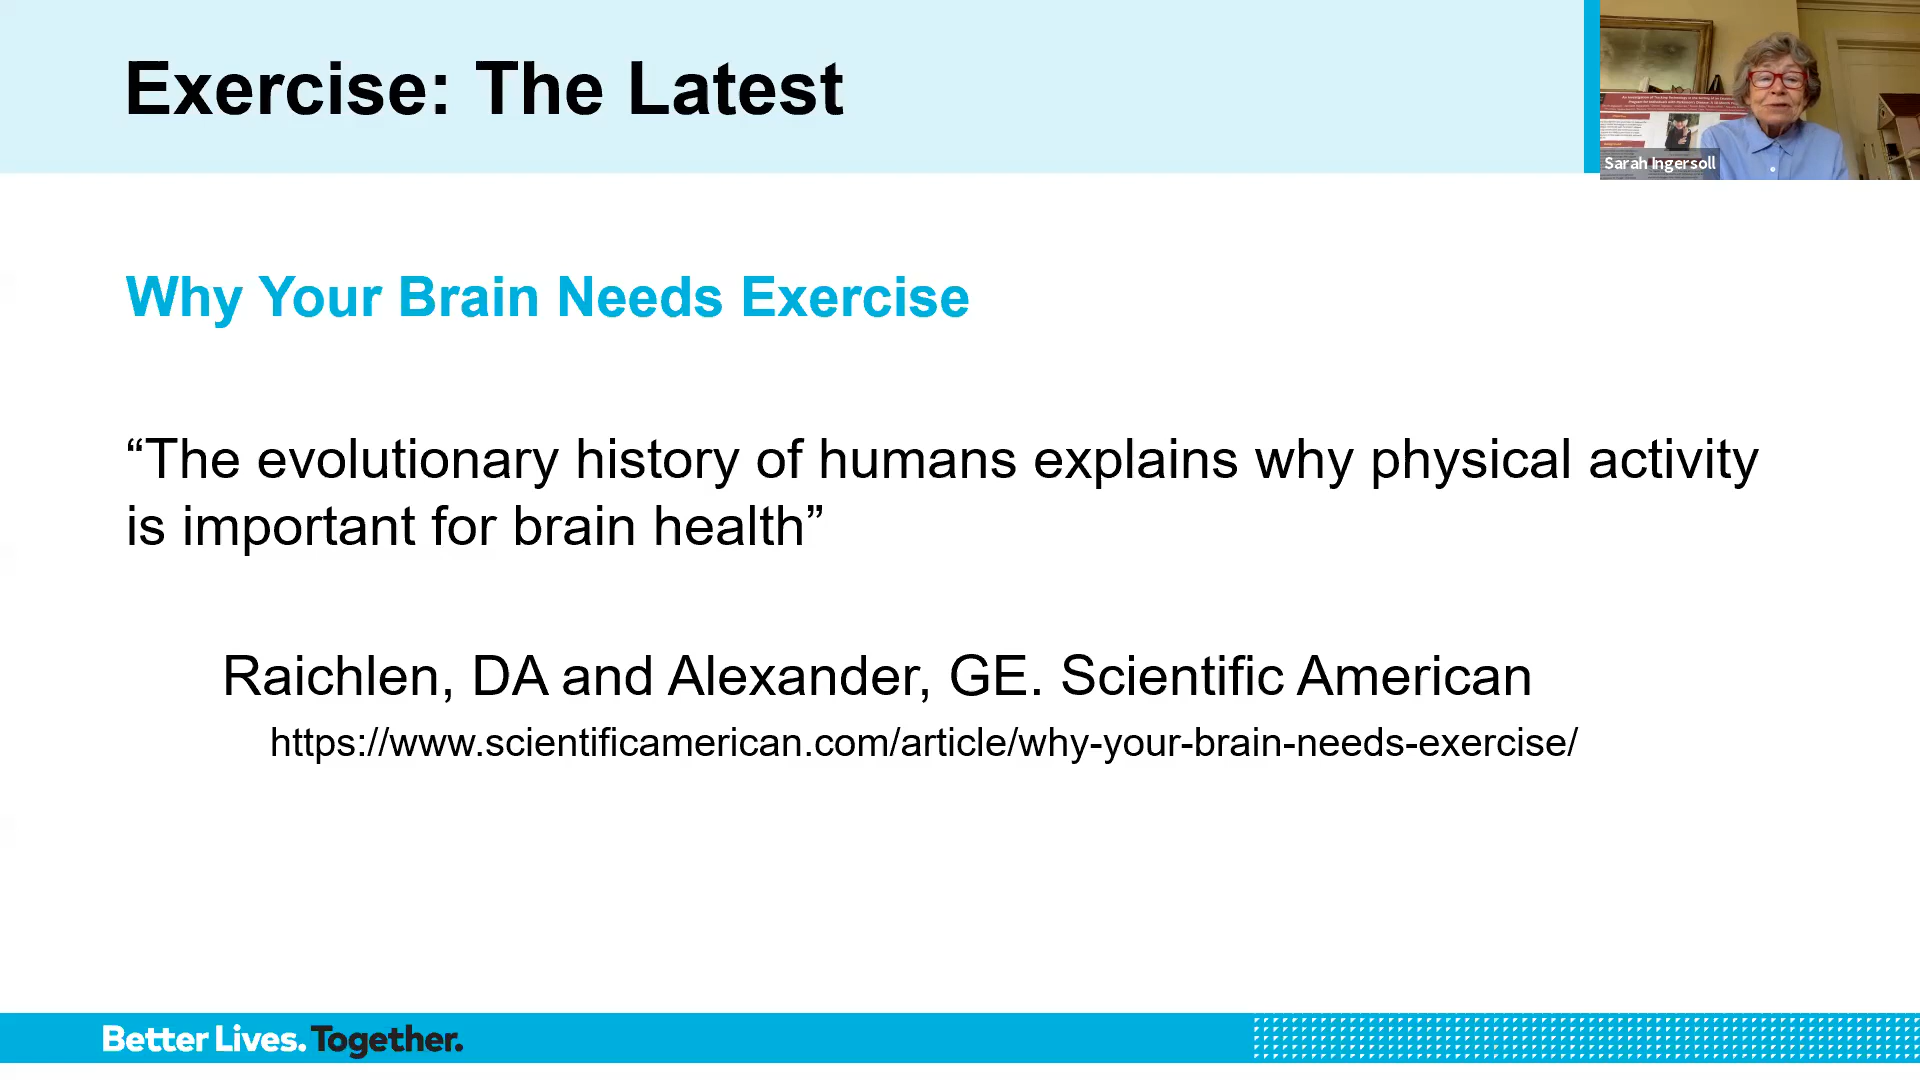 Exercise: The Latest
Sarah Ingersoll
Why Your Brain Needs Exercise
“The evolutionary history of humans explains why physical activity
is important for brain health”
Raichlen, DA and Alexander, GE. Scientific American
https://www.scientificamerican.com/article/why-your-brain-needs-exercise/
Better Lives. Together.